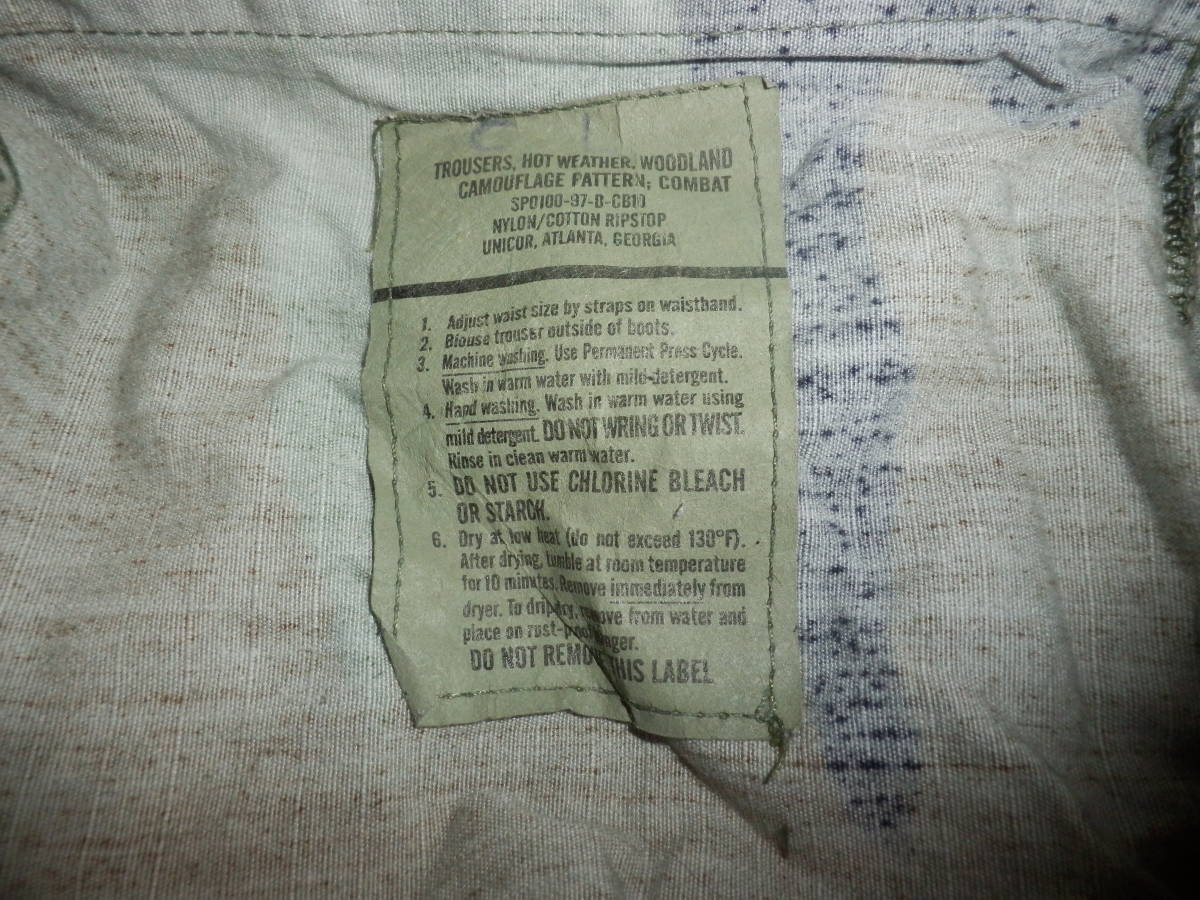 TROUSERS, HOT WEATHER, WOODLAND
CAMOUFLAGE PATTERN; COMBAT
SPO100-97-D-CB10
NYLON/COTTON RIPSTOP
UNICOR, ATLANTA, GEORGIA
1. Adjust waist size by straps on waistband.
2. Blouse trouser outside of boots.
3. Machine washing. Use Permanent Press Cycle.
Wash in warm water with mild-detergent.
4. Hand washing. Wash in warm water using
mild detergent. DO NOT WRING OR TWIST.
Rinse in clean warm water.
5. DO NOT USE CHLORINE BLEACH
OR STARCH.
6. Dry at low heat (do not exceed 130°F).
After drying, tumble at room temperature
for 10 minutes. Remove immediately from
dryer. To drip dry, remove from water and
place on rust-
DO NOT REMOVE THIS LABEL